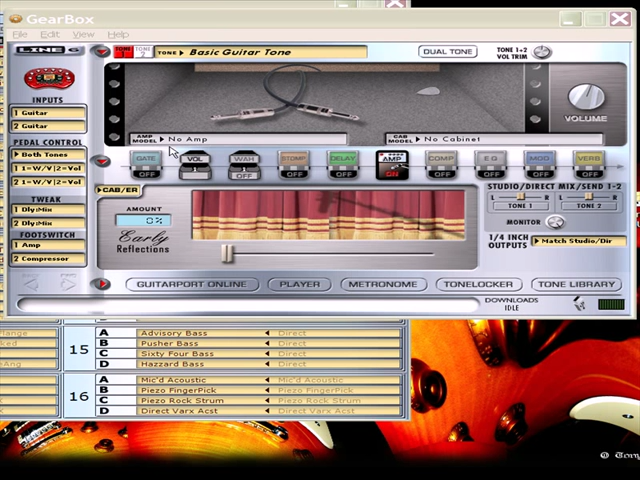 GearBox
File Edit View Help
LINE 6
TONE 1 TONE 2 TONE Basic Guitar Tone DUAL TONE TONE 1+2 VOL TRIM
INPUTS
1 Guitar
2 Guitar
VOLUME
AMP MODEL No Amp CAB MODEL No Cabinet
PEDAL CONTROL
Both Tones
1 1=W/V|2=Vol
2 1=W/V|2=Vol
GATE OFF VOL WAH OFF STOMP OFF DELAY OFF AMP ON COMP OFF EQ OFF MOD OFF VERB OFF
TWEAK
1 Dly:Mix
2 Dly:Mix
FOOTSWITCH
1 Amp
2 Compressor
CAB/ER
AMOUNT
0%
Early
Reflections
STUDIO/DIRECT MIX/SEND 1-2
L R L R
TONE 1 TONE 2
MONITOR
1/4 INCH OUTPUTS Match Studio/Dir
GUITARPORT ONLINE PLAYER METRONOME TONELOCKER TONE LIBRARY
DOWNLOADS
IDLE
15
A Advisory Bass Direct
B Pusher Bass Direct
C Sixty Four Bass Direct
D Hazzard Bass Direct
16
A Mic'd Acoustic Mic'd Acoustic
B Piezo FingerPick Piezo FingerPick
C Piezo Rock Strum Piezo Rock Strum
D Direct Varx Acst Direct Varx Acst